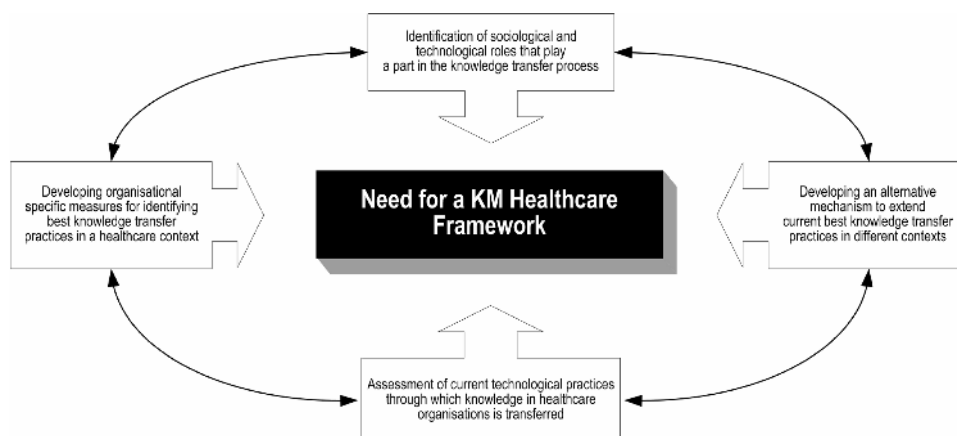 Identification of sociological and
technological roles that play
a part in the knowledge transfer process
Developing organisational
specific measures for identifying
best knowledge transfer
practices in a healthcare context
Need for a KM Healthcare
Framework
Developing an alternative
mechanism to extend
current best knowledge transfer
practices in different contexts
Assessment of current technological practices
through which knowledge in healthcare
organisations is transferred